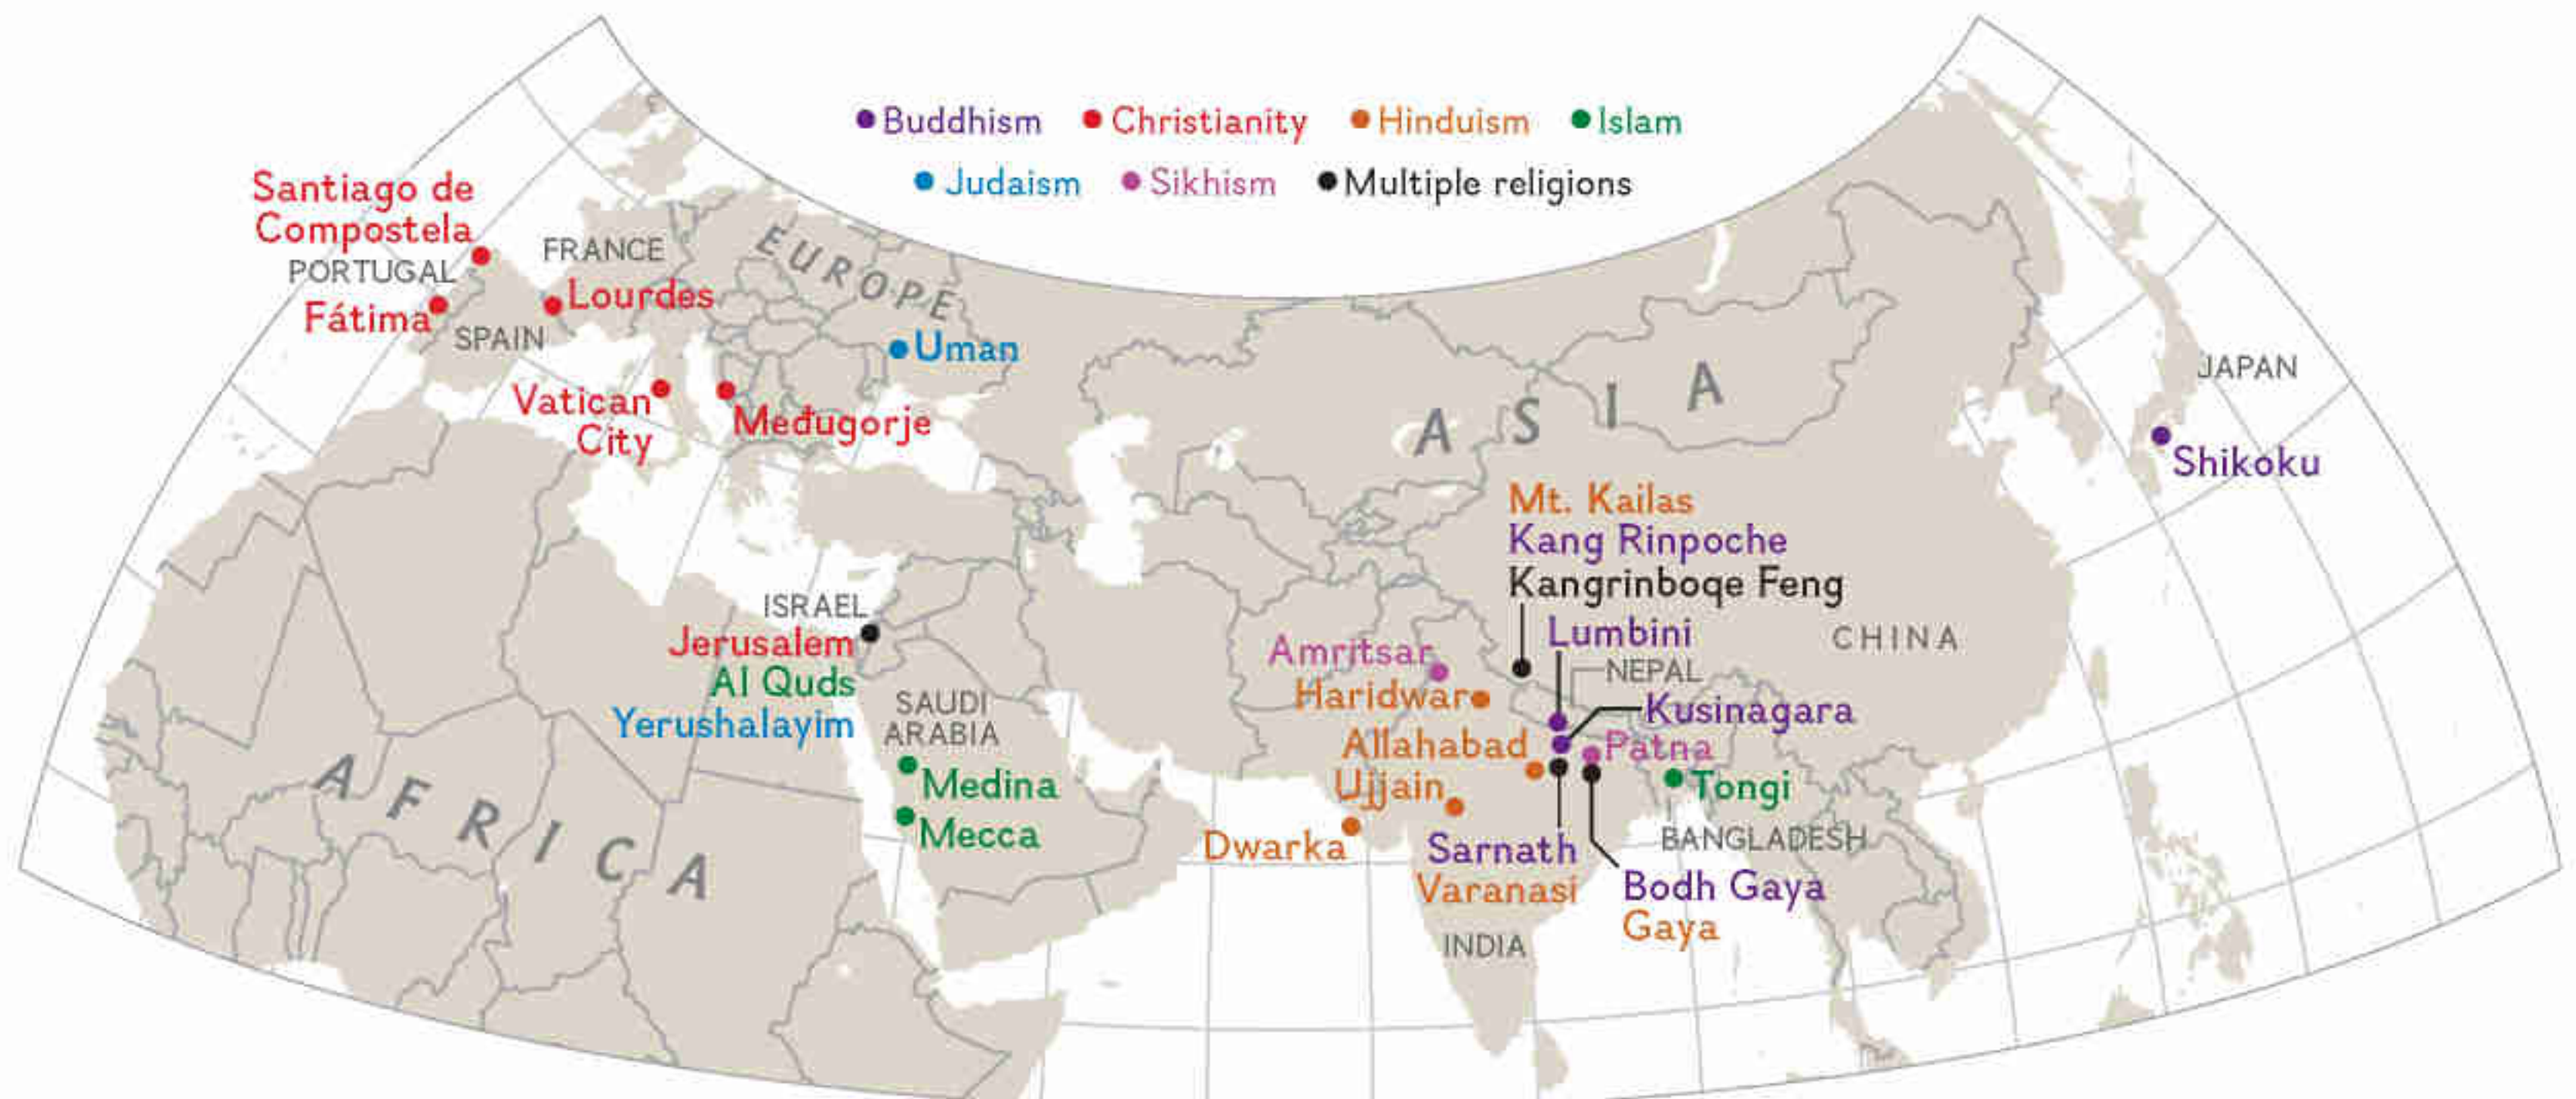 Buddhism Christianity Hinduism Islam
Judaism Sikhism Multiple religions
Santiago de
Compostela
PORTUGAL
Fátima
FRANCE
Lourdes
SPAIN
EUROPE
Uman
Vatican
City
Međugorje
ASIA
JAPAN
Shikoku
Mt. Kailas
Kang Rinpoche
Kangrinboqe Feng
ISRAEL
Jerusalem
Al Quds
Yerushalayim
SAUDI
ARABIA
Medina
Mecca
AFRICA
Amritsar
Haridwar
Lumbini
NEPAL
CHINA
Kusinagara
Allahabad
Patna
Ujjain
Tongi
Dwarka
BANGLADESH
Sarnath
Varanasi
Bodh Gaya
Gaya
INDIA